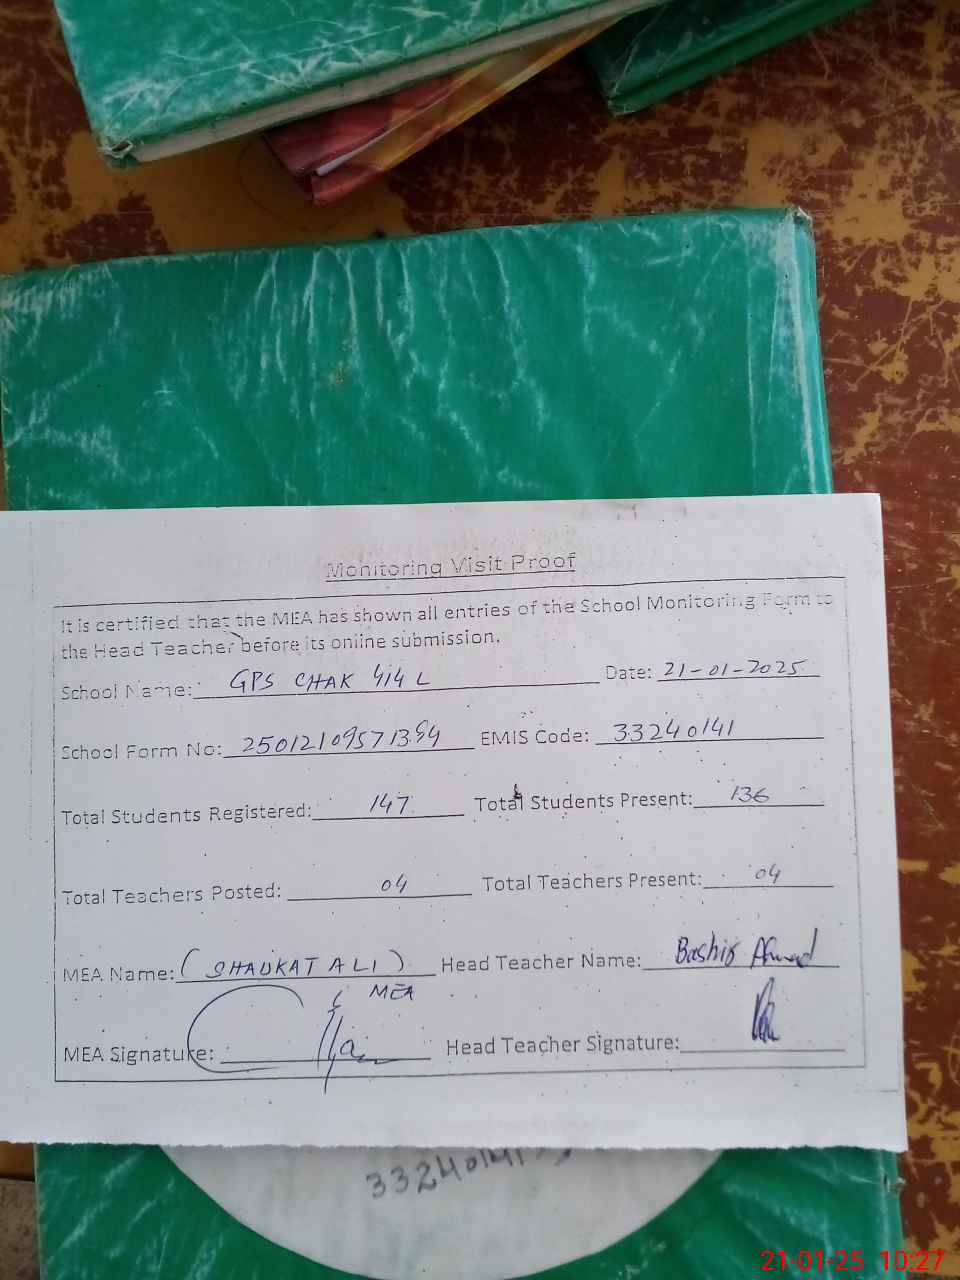 Monitoring Visit Proof
It is certified that the MEA has shown all entries of the School Monitoring Form to
the Head Teacher before its online submission.
School Name: GPS CHAK 414 L Date: 21-01-2025
School Form No: 25012109571394 EMIS Code: 33240141
Total Students Registered: 147 Total Students Present: 136
Total Teachers Posted: 04 Total Teachers Present: 04
MEA Name: (SHAUKAT ALI) Head Teacher Name: Bashir Ahmad
MEA
MEA Signature: Head Teacher Signature:
33240141
21-01-25 10:27